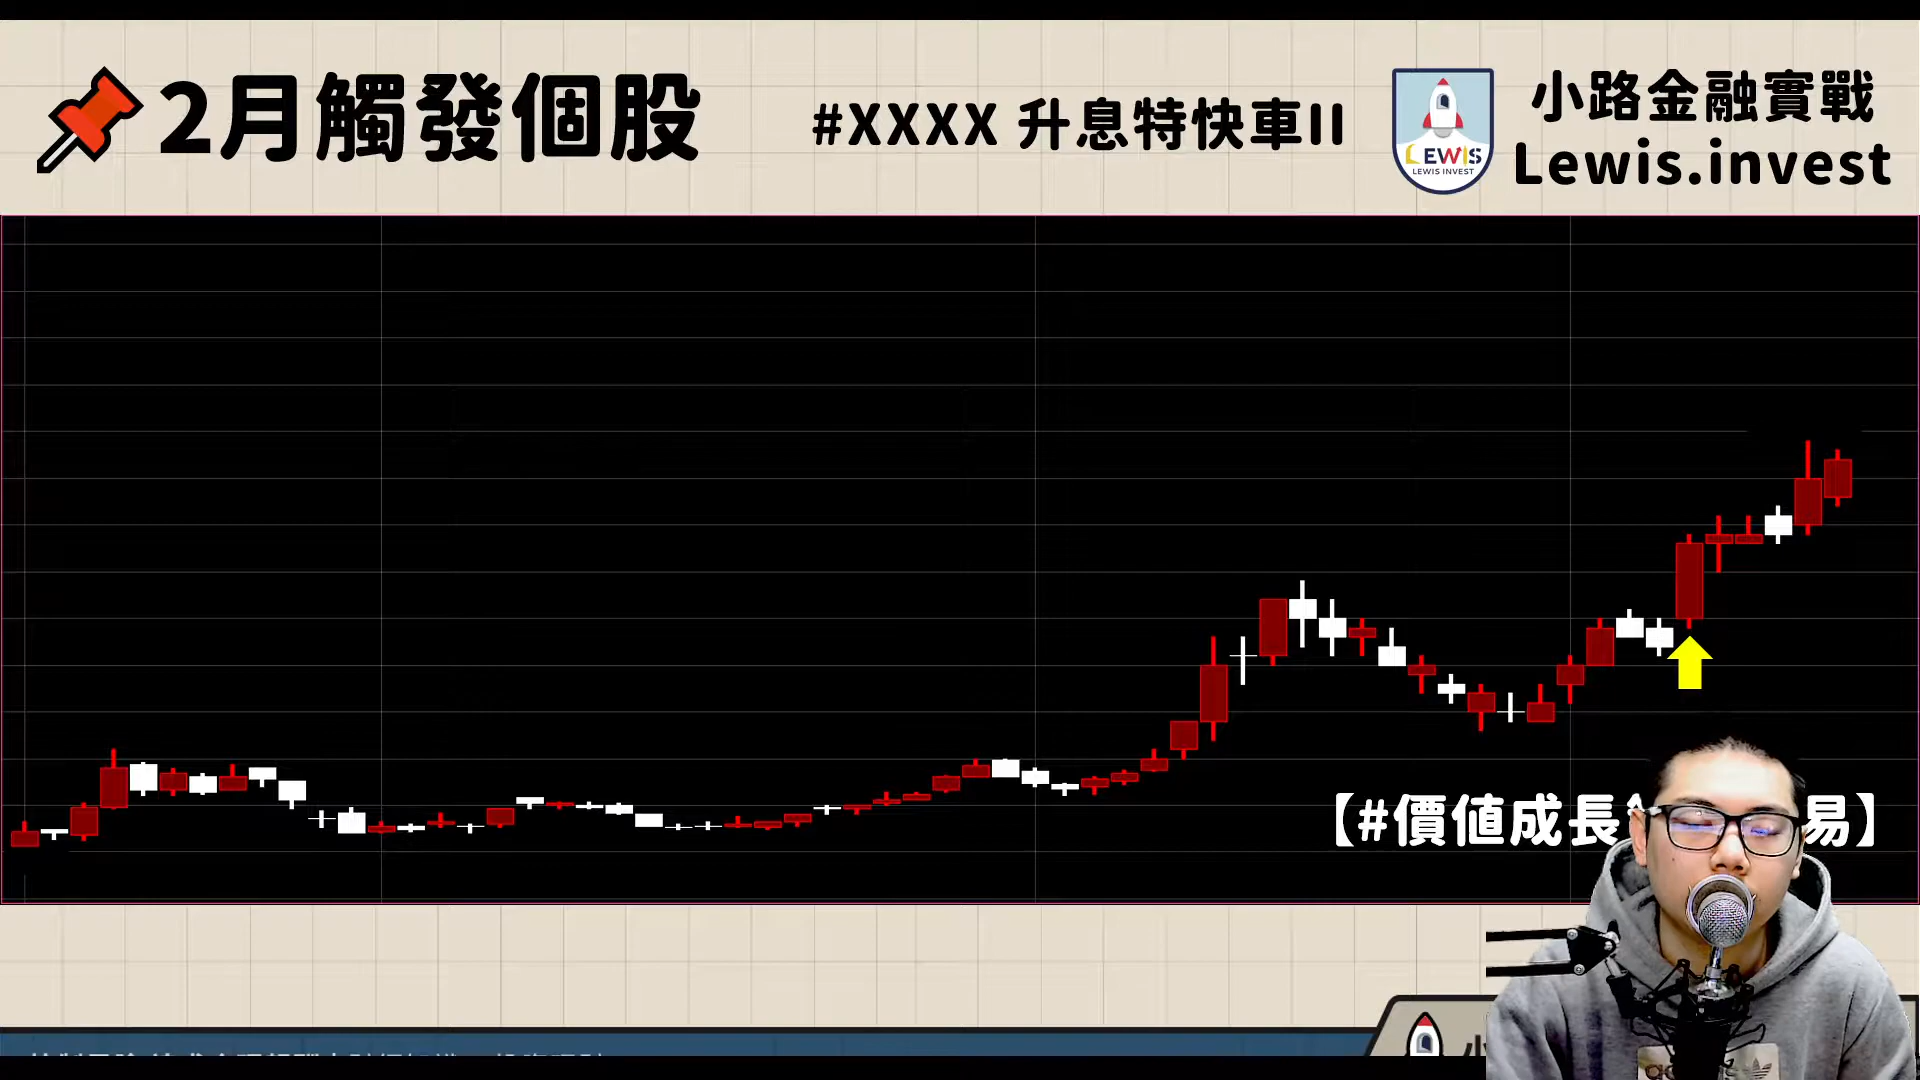 2月觸發個股
#XXXX 升息特快車II
小路金融實戰
Lewis.invest
LEWIS
LEWIS INVEST
【#價值成長
易】